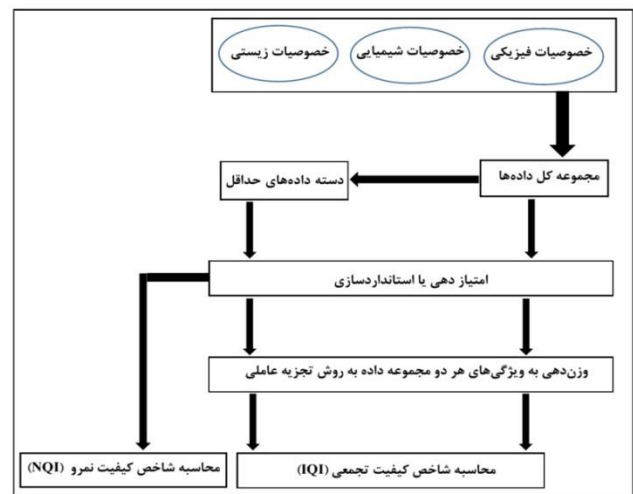 خصوصیات فیزیکی خصوصیات شیمیایی خصوصیات زیستی
مجموعه کل داده‌ها
دسته داده‌های حداقل
امتیاز دهی یا استانداردسازی
وزن‌دهی به ویژگی‌های هر دو مجموعه داده به روش تجزیه عاملی
محاسبه شاخص کیفیت تجمعی (IQI)
محاسبه شاخص کیفیت نمرو (NQI)